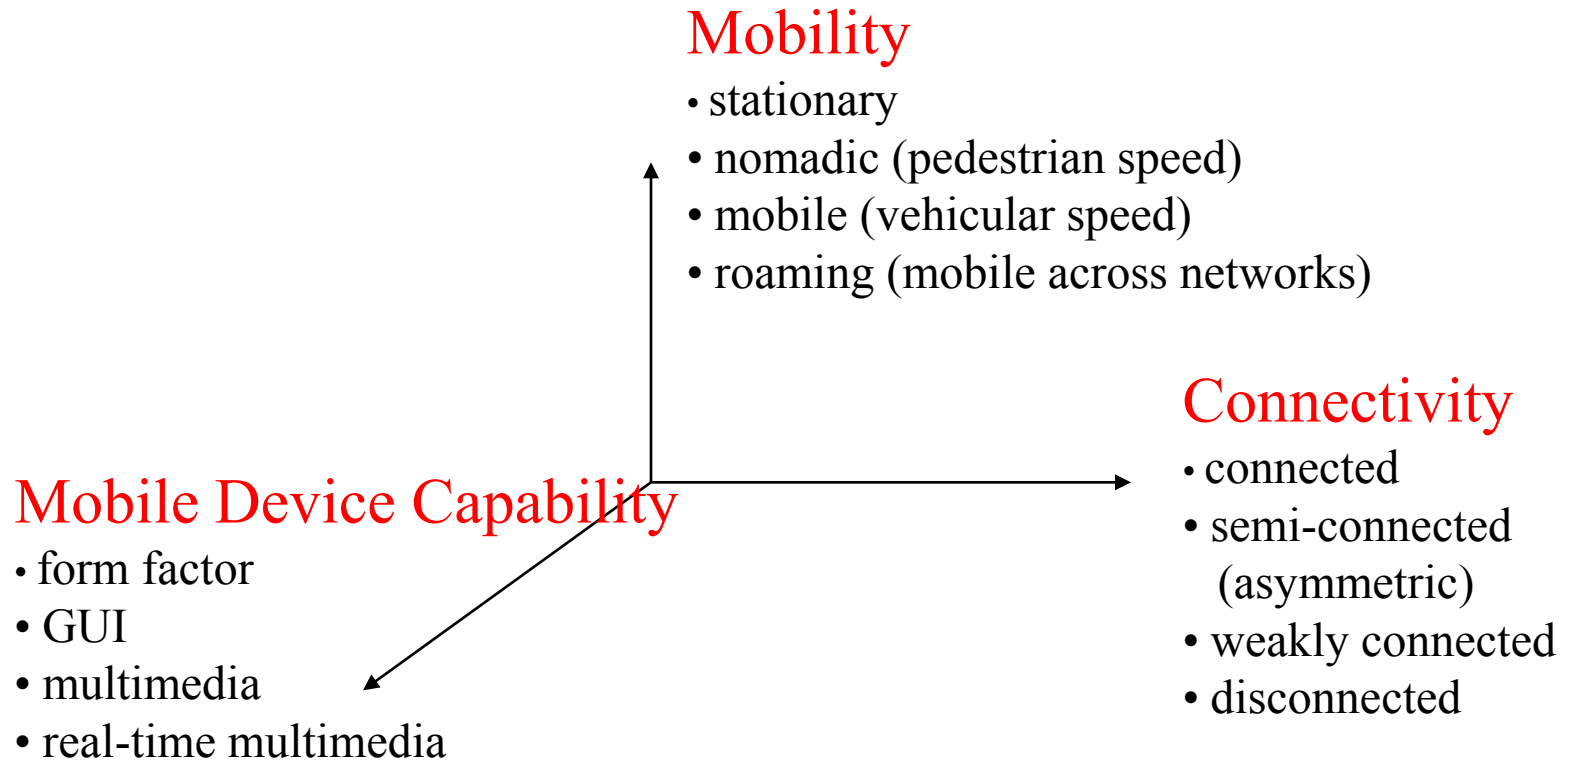 Mobility
• stationary
• nomadic (pedestrian speed)
• mobile (vehicular speed)
• roaming (mobile across networks)
Connectivity
• connected
• semi-connected
(asymmetric)
• weakly connected
• disconnected
Mobile Device Capability
• form factor
• GUI
• multimedia
• real-time multimedia